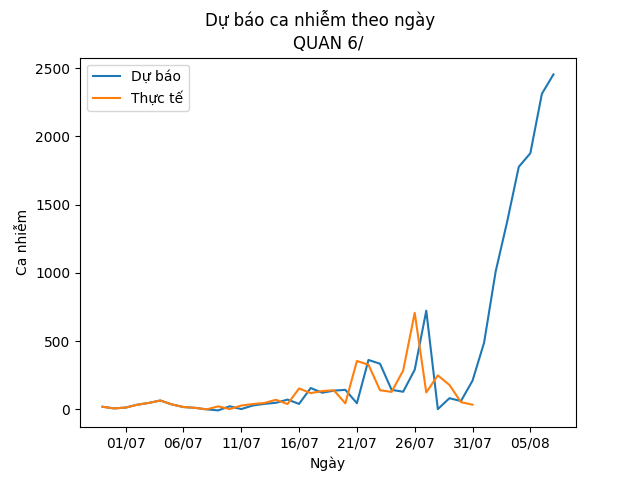 Dự báo ca nhiễm theo ngày
QUAN 6/
Dự báo
Thực tế
Ca nhiễm
2500
2000
1500
1000
500
0
01/07
06/07
11/07
16/07
21/07
26/07
31/07
05/08
Ngày